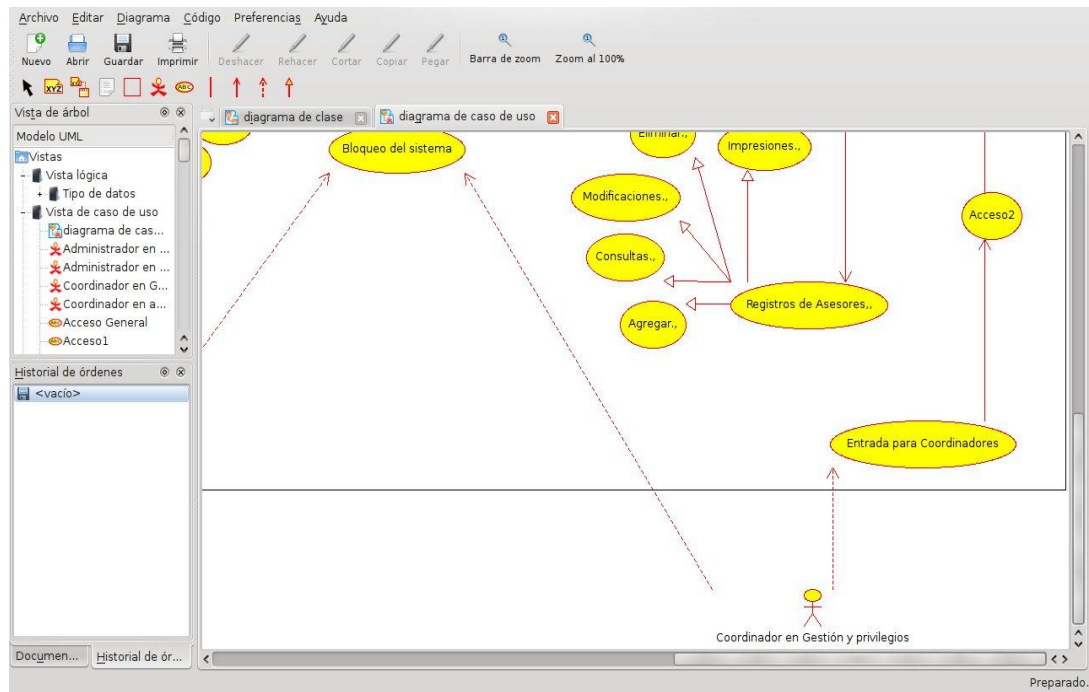 Archivo Editar Diagrama Código Preferencias Ayuda
Nuevo Abrir Guardar Imprimir Deshacer Rehacer Cortar Copiar Pegar Barra de zoom Zoom al 100%
XYZ ABC
Vista de árbol
diagrama de clase diagrama de caso de uso
Modelo UML
Vistas
Vista lógica
Tipo de datos
Vista de caso de uso
diagrama de cas...
Administrador en ...
Administrador en ...
Coordinador en G...
Coordinador en a...
Acceso General
Acceso1
Historial de órdenes
<vacío>
Documen... Historial de ór...
Eliminar.,
Bloqueo del sistema
Impresiones.,
Modificaciones.,
Acceso2
Consultas.,
Registros de Asesores,,
Agregar.,
Entrada para Coordinadores
Coordinador en Gestión y privilegios
Preparado.